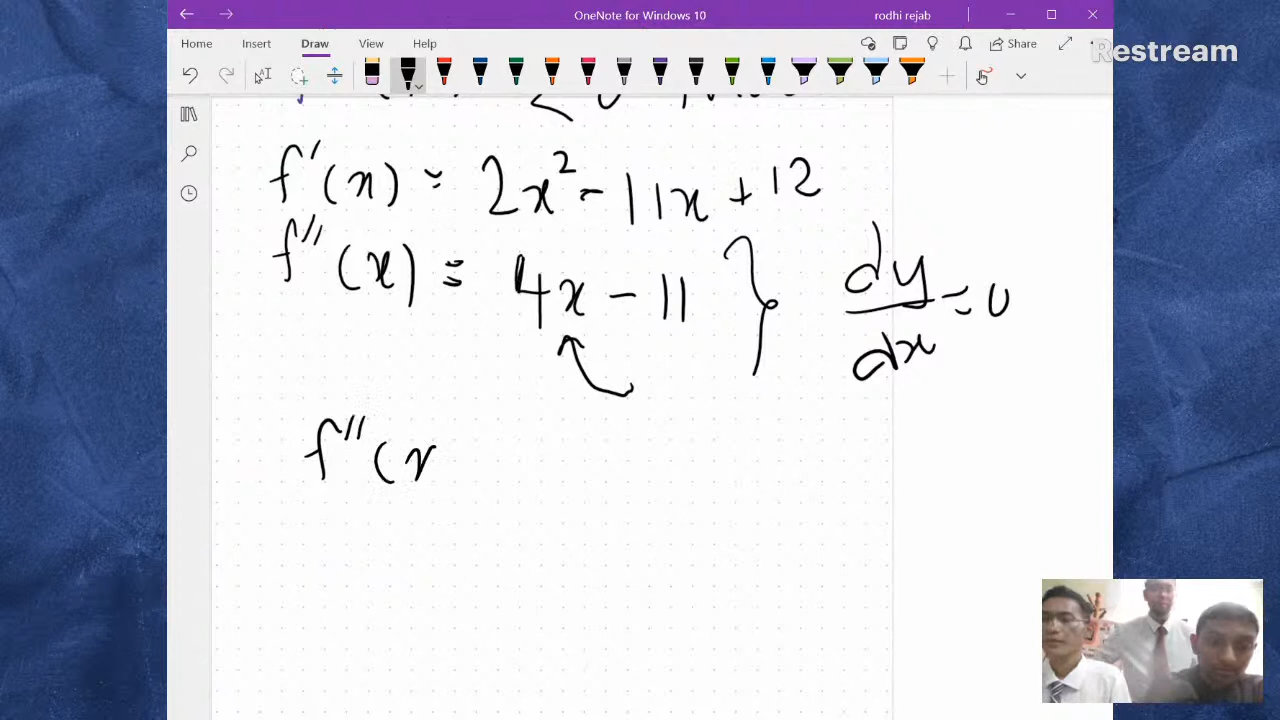 OneNote for Windows 10
rodhi rejab
Home Insert Draw View Help
Share
Restream
f'(x) = 2x² - 11x + 12
f''(x) = 4x - 11 } dy/dx = 0
f''(x